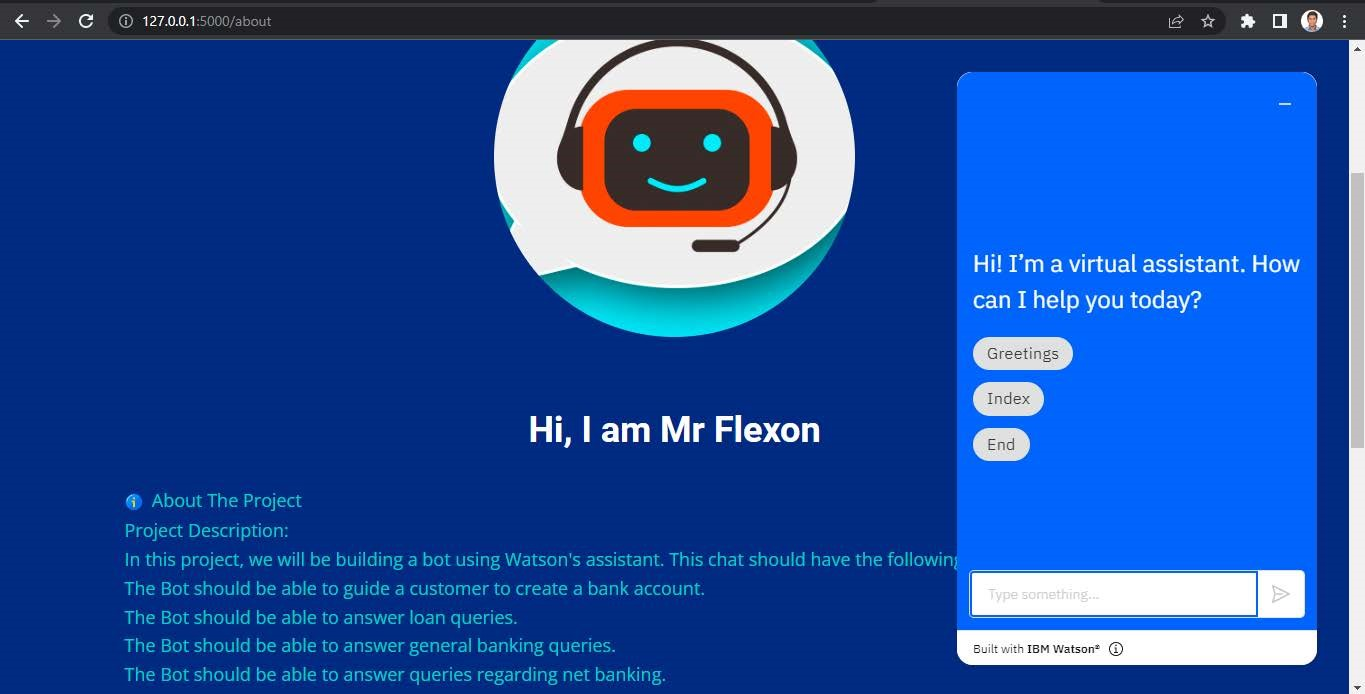 127.0.0.1:5000/about
Hi, I am Mr Flexon
About The Project
Project Description:
In this project, we will be building a bot using Watson's assistant. This chat should have the following
The Bot should be able to guide a customer to create a bank account.
The Bot should be able to answer loan queries.
The Bot should be able to answer general banking queries.
The Bot should be able to answer queries regarding net banking.
Hi! I’m a virtual assistant. How
can I help you today?
Greetings
Index
End
Type something...
Built with IBM Watson®